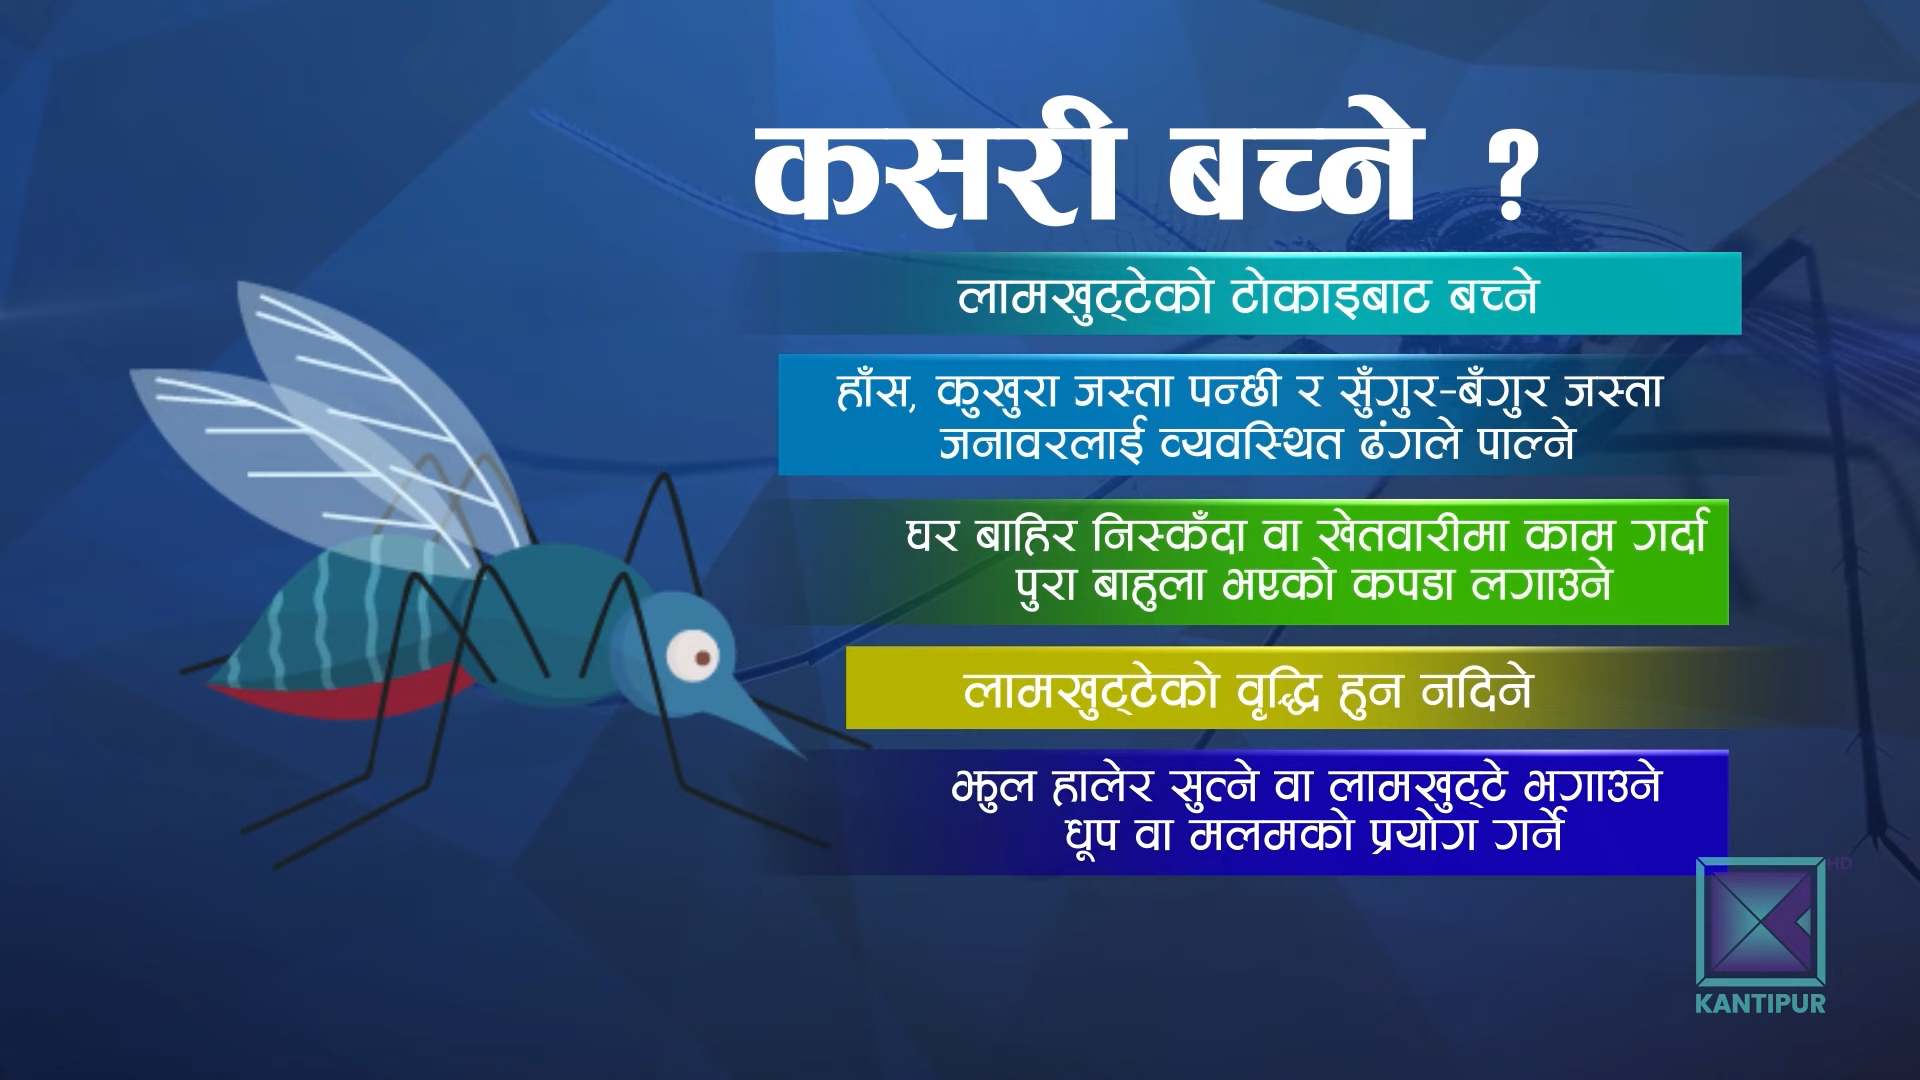 कसरी बच्ने ?
लामखुट्टेको टोकाइबाट बच्ने
हाँस, कुखुरा जस्ता पन्छी र सुँगुर-बँगुर जस्ता
जनावरलाई व्यवस्थित ढंगले पाल्ने
घर बाहिर निस्कँदा वा खेतवारीमा काम गर्दा
पुरा बाहुला भएको कपडा लगाउने
लामखुट्टेको वृद्धि हुन नदिने
झुल हालेर सुत्ने वा लामखुट्टे भगाउने
धूप वा मलमको प्रयोग गर्ने
HD
KANTIPUR